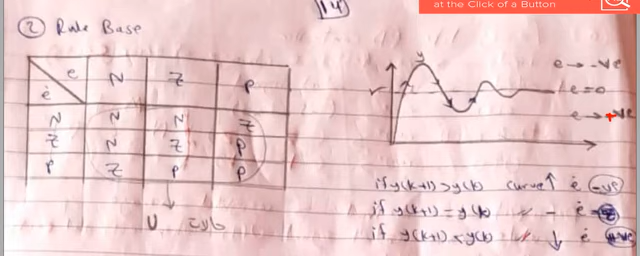 14
at the Click of a Button
② Rule Base
e N Z P
ė
N N N Z
Z N Z P
P Z P P
U
y
r
e → -ve
e = 0
e → +ve
if y(k+1) > y(k) curve ↑ ė -ve
if y(k+1) = y(k) 〃 - ė = Z
if y(k+1) < y(k) 〃 ↓ ė +ve